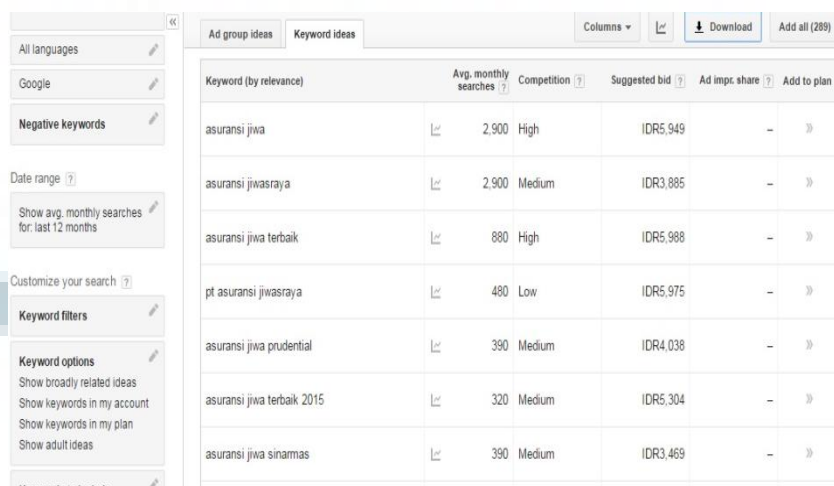 «
All languages
Google
Negative keywords
Date range ?
Show avg. monthly searches
for: last 12 months
Customize your search ?
Keyword filters
Keyword options
Show broadly related ideas
Show keywords in my account
Show keywords in my plan
Show adult ideas
Ad group ideas Keyword ideas
Columns Download Add all (289)
Keyword (by relevance) Avg. monthly searches ? Competition ? Suggested bid ? Ad impr. share ? Add to plan
asuransi jiwa 2,900 High IDR5,949 – »
asuransi jiwasraya 2,900 Medium IDR3,885 – »
asuransi jiwa terbaik 880 High IDR5,988 – »
pt asuransi jiwasraya 480 Low IDR5,975 – »
asuransi jiwa prudential 390 Medium IDR4,038 – »
asuransi jiwa terbaik 2015 320 Medium IDR5,304 – »
asuransi jiwa sinarmas 390 Medium IDR3,469 – »